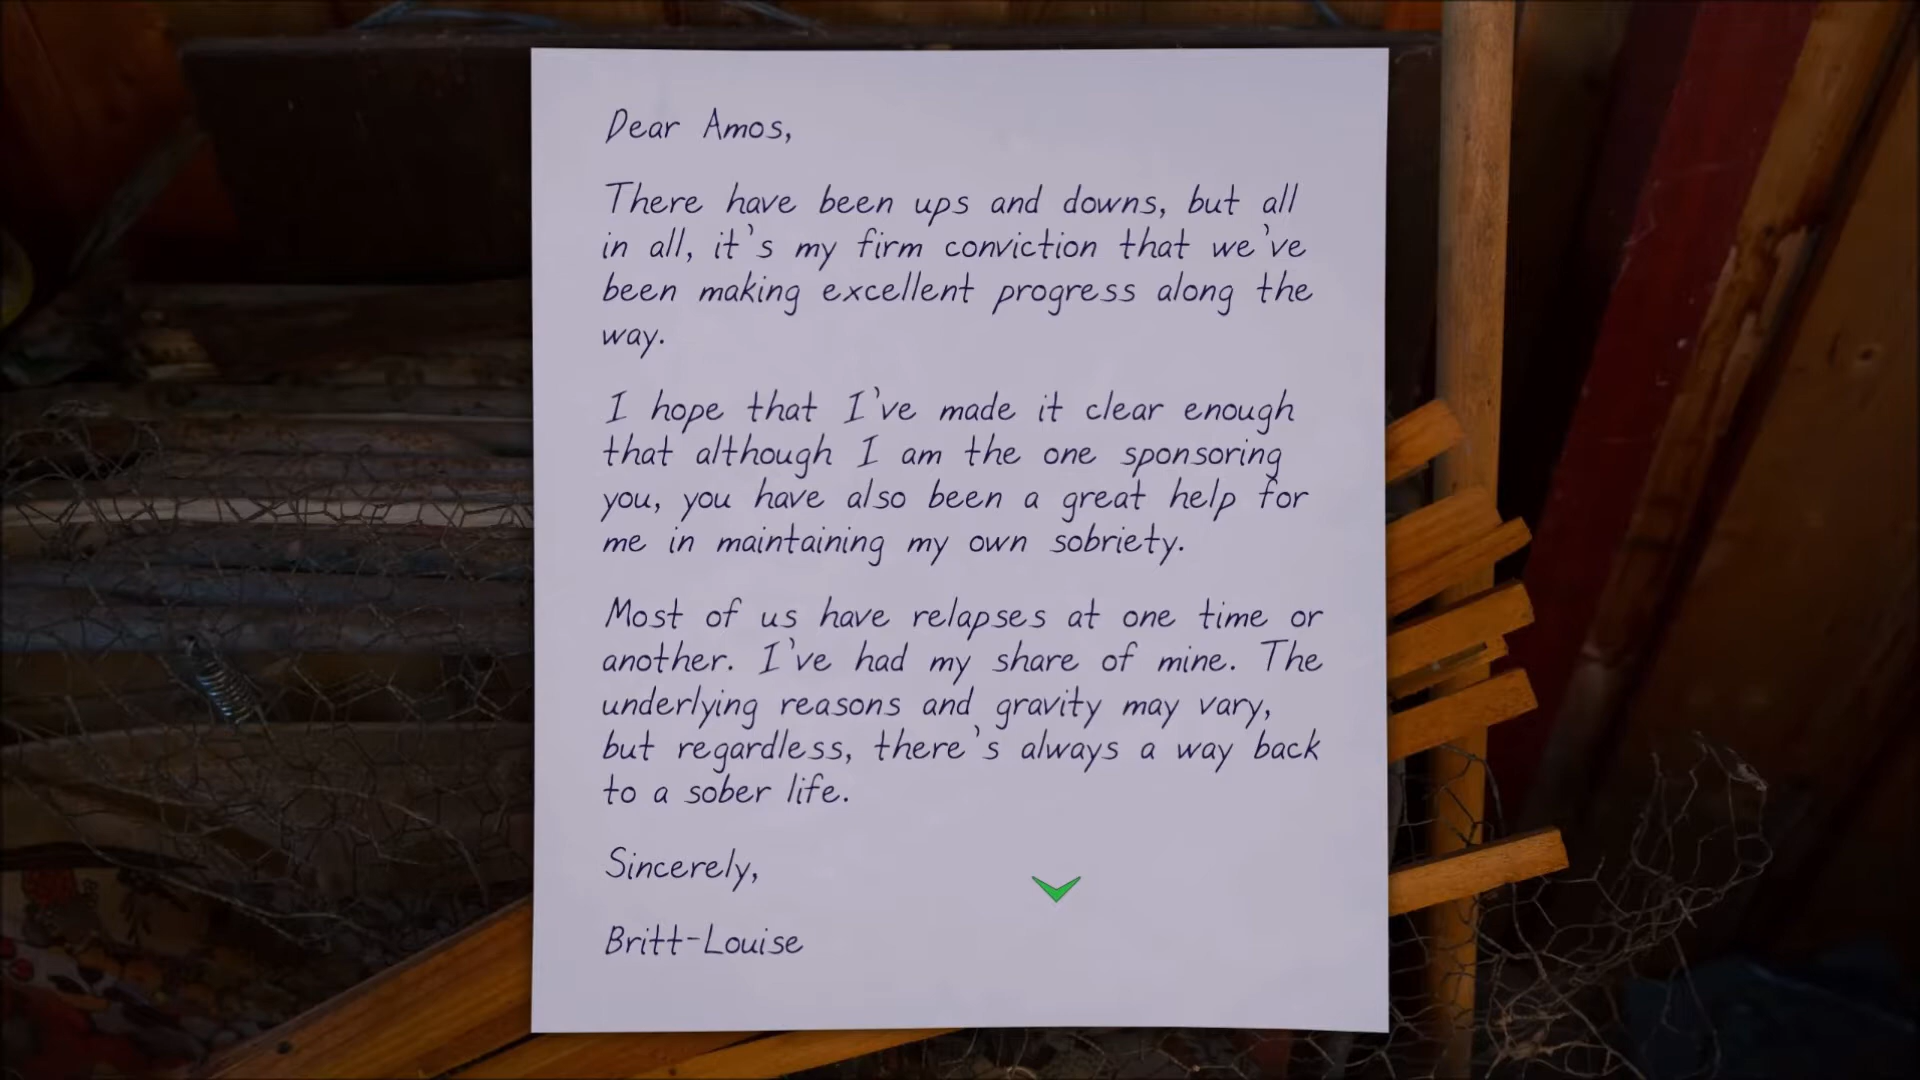 Dear Amos,
There have been ups and downs, but all
in all, it's my firm conviction that we've
been making excellent progress along the
way.
I hope that I've made it clear enough
that although I am the one sponsoring
you, you have also been a great help for
me in maintaining my own sobriety.
Most of us have relapses at one time or
another. I've had my share of mine. The
underlying reasons and gravity may vary,
but regardless, there's always a way back
to a sober life.
Sincerely,
Britt-Louise